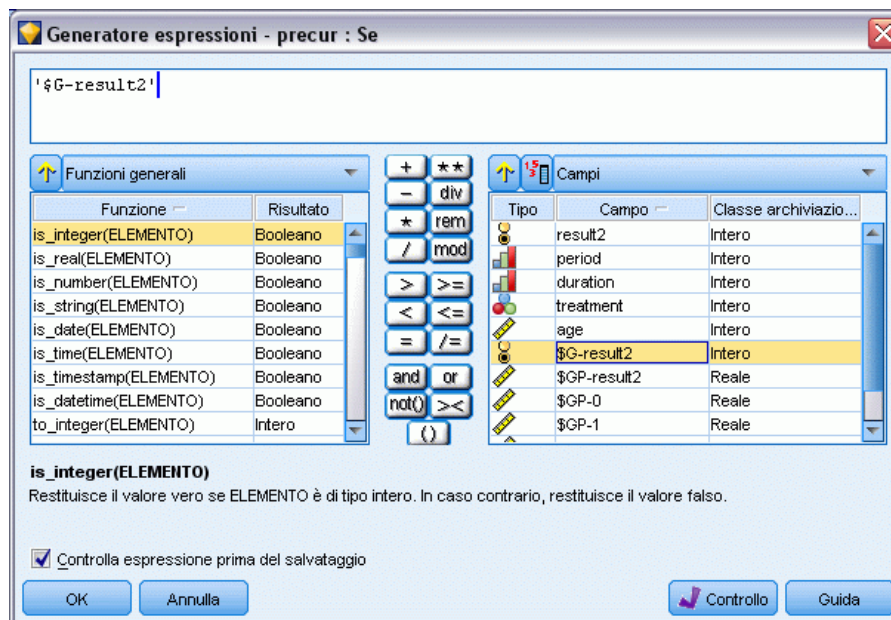 Generatore espressioni - precur : Se
'$G-result2'
Funzioni generali
Funzione Risultato
is_integer(ELEMENTO) Booleano
is_real(ELEMENTO) Booleano
is_number(ELEMENTO) Booleano
is_string(ELEMENTO) Booleano
is_date(ELEMENTO) Booleano
is_time(ELEMENTO) Booleano
is_timestamp(ELEMENTO) Booleano
is_datetime(ELEMENTO) Booleano
to_integer(ELEMENTO) Intero
+ **
- div
* rem
/ mod
> >=
< <=
= /=
and or
not() ><
()
Campi
Tipo Campo Classe archiviazio...
result2 Intero
period Intero
duration Intero
treatment Intero
age Intero
$G-result2 Intero
$GP-result2 Reale
$GP-0 Reale
$GP-1 Reale
is_integer(ELEMENTO)
Restituisce il valore vero se ELEMENTO è di tipo intero. In caso contrario, restituisce il valore falso.
Controlla espressione prima del salvataggio
OK Annulla Controllo Guida